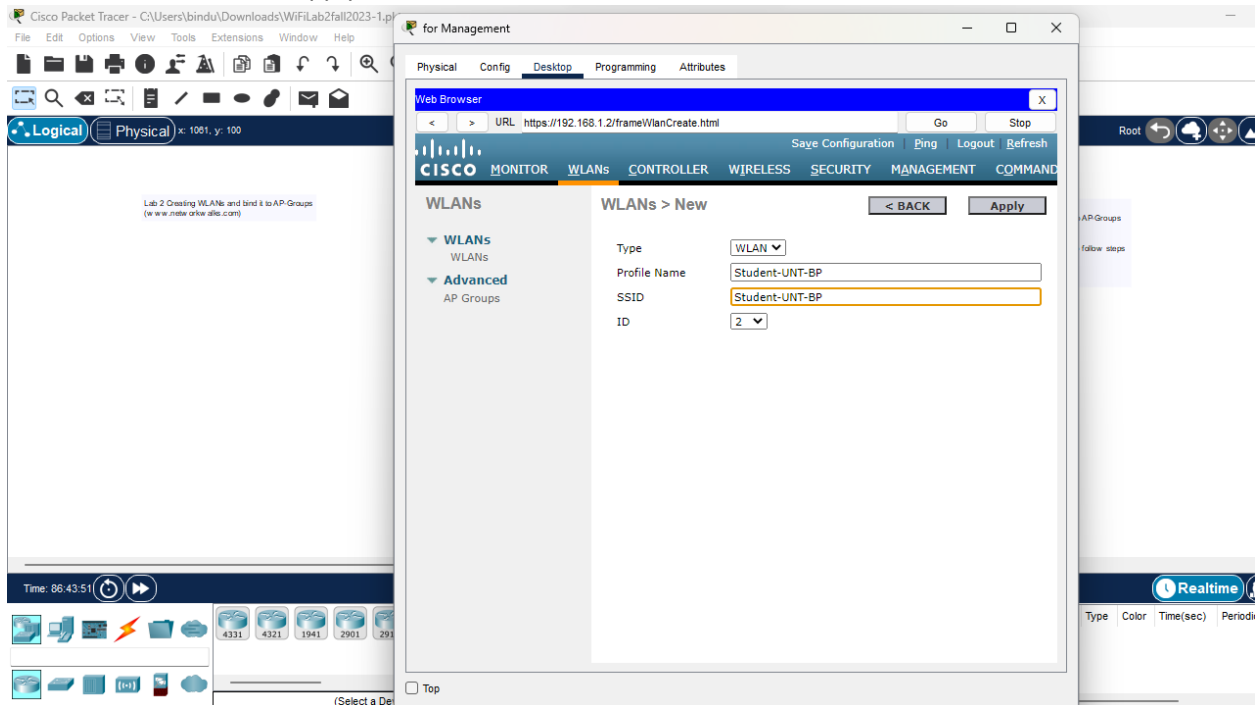 Cisco Packet Tracer - C:\Users\bindu\Downloads\WiFiLab2fall2023-1.pk
File Edit Options View Tools Extensions Window Help
Logical Physical x: 1081, y: 100
Root
Lab 2 Creating WLANs and bind it to AP-Groups
(www.networkwalks.com)
AP-Groups
follow steps
for Management
Physical Config Desktop Programming Attributes
Web Browser X
< > URL https://192.168.1.2/frameWlanCreate.html Go Stop
Save Configuration | Ping | Logout | Refresh
CISCO MONITOR WLANs CONTROLLER WIRELESS SECURITY MANAGEMENT COMMAND
WLANs
WLANs
WLANs
Advanced
AP Groups
WLANs > New < BACK Apply
Type WLAN
Profile Name Student-UNT-BP
SSID Student-UNT-BP
ID 2
Top
Time: 86:43:51
Realtime
4331 4321 1941 2901 291
(Select a De
Type Color Time(sec) Periodi